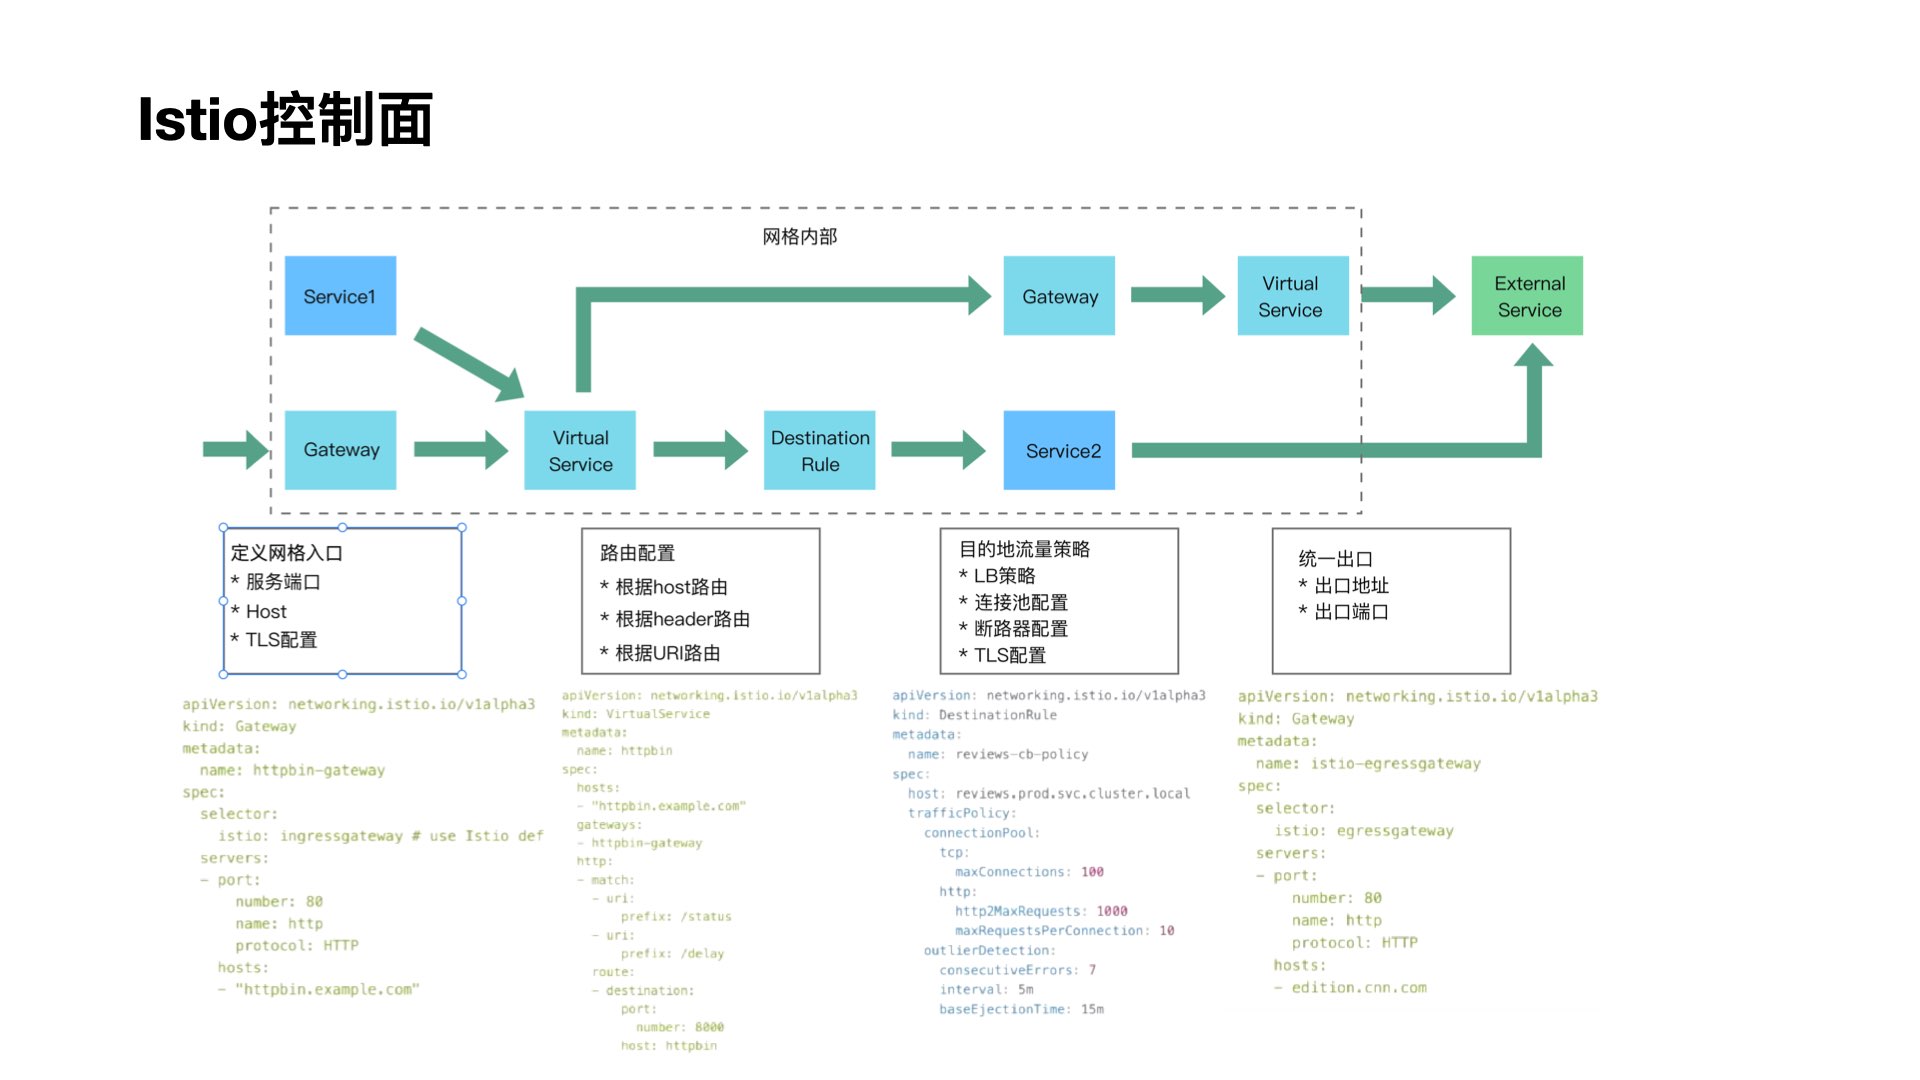 Istio控制面
网格内部
Service1
Gateway
Virtual
Service
External
Service
Gateway
Virtual
Service
Destination
Rule
Service2
定义网格入口
* 服务端口
* Host
* TLS配置
路由配置
* 根据host路由
* 根据header路由
* 根据URI路由
目的地流量策略
* LB策略
* 连接池配置
* 断路器配置
* TLS配置
统一出口
* 出口地址
* 出口端口
apiVersion: networking.istio.io/v1alpha3
kind: Gateway
metadata:
  name: httpbin-gateway
spec:
  selector:
    istio: ingressgateway # use Istio def
  servers:
  - port:
      number: 80
      name: http
      protocol: HTTP
    hosts:
    - "httpbin.example.com"
apiVersion: networking.istio.io/v1alpha3
kind: VirtualService
metadata:
  name: httpbin
spec:
  hosts:
  - "httpbin.example.com"
  gateways:
  - httpbin-gateway
  http:
  - match:
    - uri:
        prefix: /status
    - uri:
        prefix: /delay
    route:
    - destination:
        port:
          number: 8000
        host: httpbin
apiVersion: networking.istio.io/v1alpha3
kind: DestinationRule
metadata:
  name: reviews-cb-policy
spec:
  host: reviews.prod.svc.cluster.local
  trafficPolicy:
    connectionPool:
      tcp:
        maxConnections: 100
      http:
        http2MaxRequests: 1000
        maxRequestsPerConnection: 10
    outlierDetection:
      consecutiveErrors: 7
      interval: 5m
      baseEjectionTime: 15m
apiVersion: networking.istio.io/v1alpha3
kind: Gateway
metadata:
  name: istio-egressgateway
spec:
  selector:
    istio: egressgateway
  servers:
  - port:
      number: 80
      name: http
      protocol: HTTP
    hosts:
    - edition.cnn.com